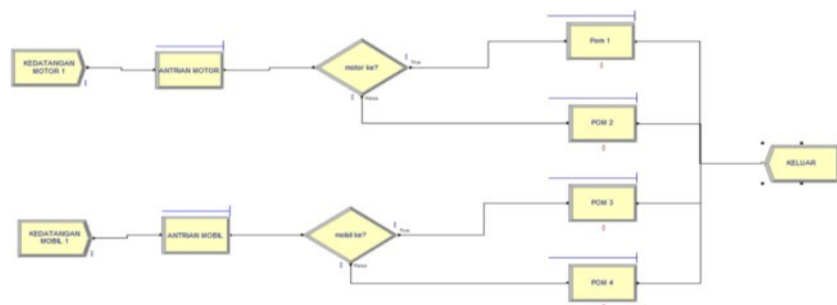 KEDATANGAN
MOTOR 1
ANTRIAN MOTOR
motor ke?
True
False
Pom 1
POM 2
KELUAR
KEDATANGAN
MOBIL 1
ANTRIAN MOBIL
mobil ke?
True
False
POM 3
POM 4